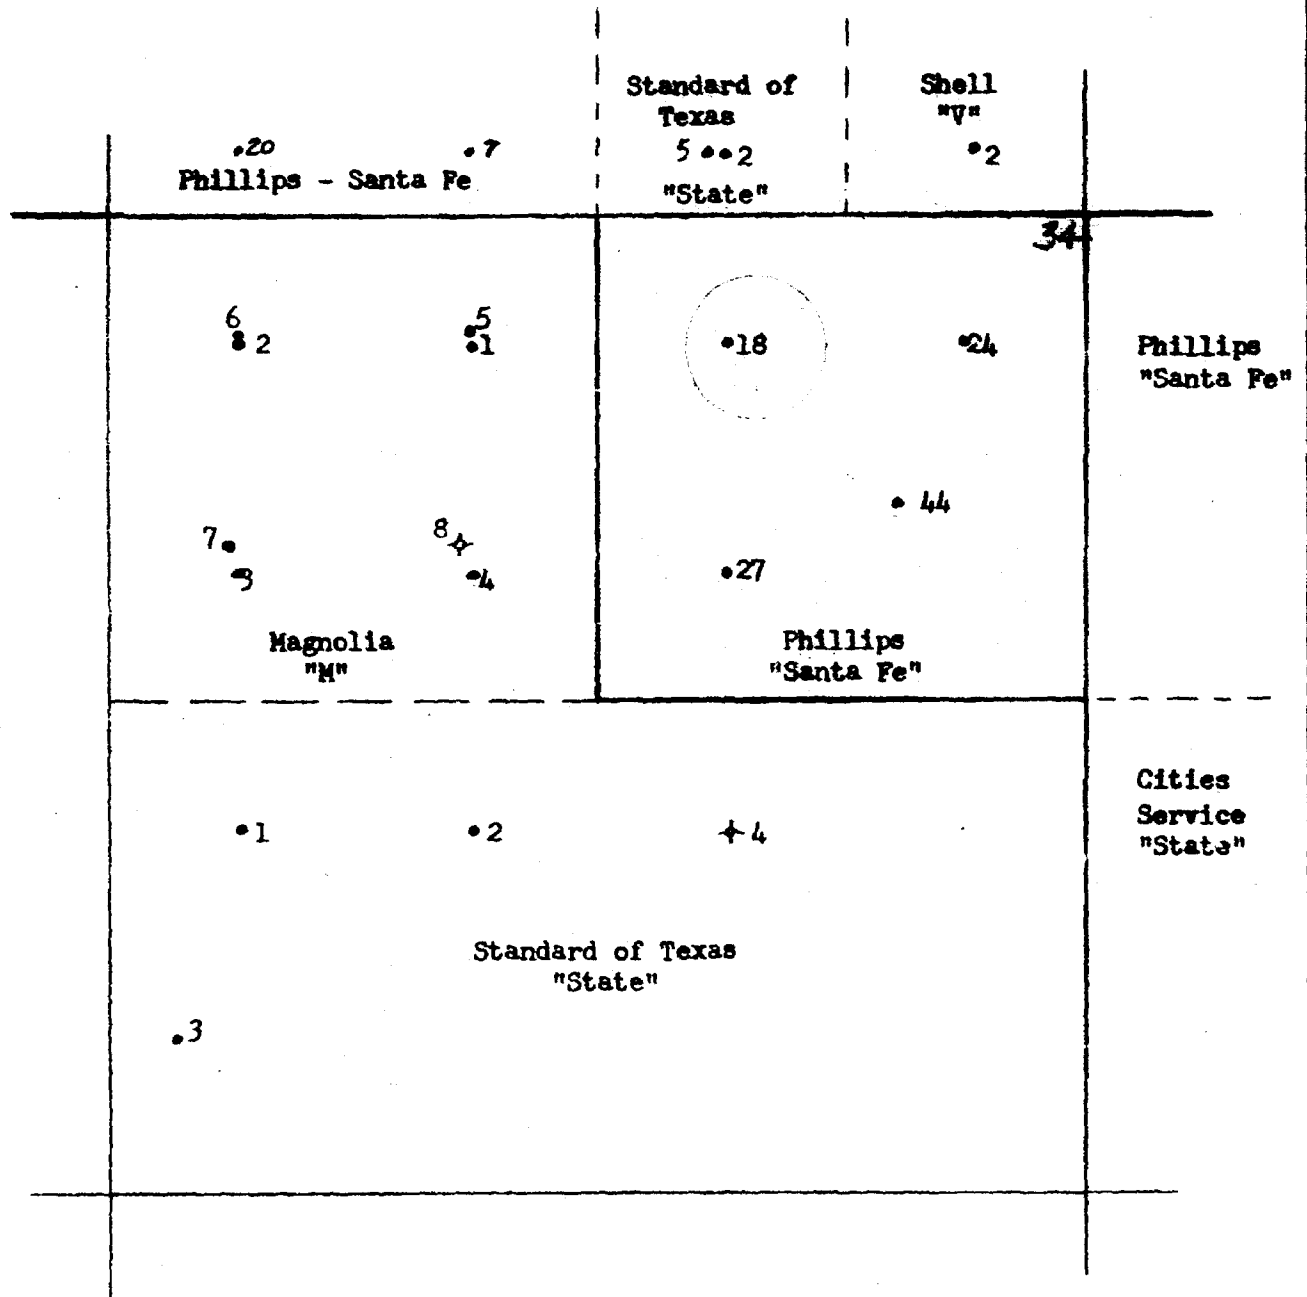 Standard of
Texas
5 2
"State"
Shell
"V"
2
20 7
Phillips - Santa Fe
34
6
2
5
1
18
24
Phillips
"Santa Fe"
44
7
3
8
4
27
Magnolia
"M"
Phillips
"Santa Fe"
1 2 4
Cities
Service
"State"
Standard of Texas
"State"
3